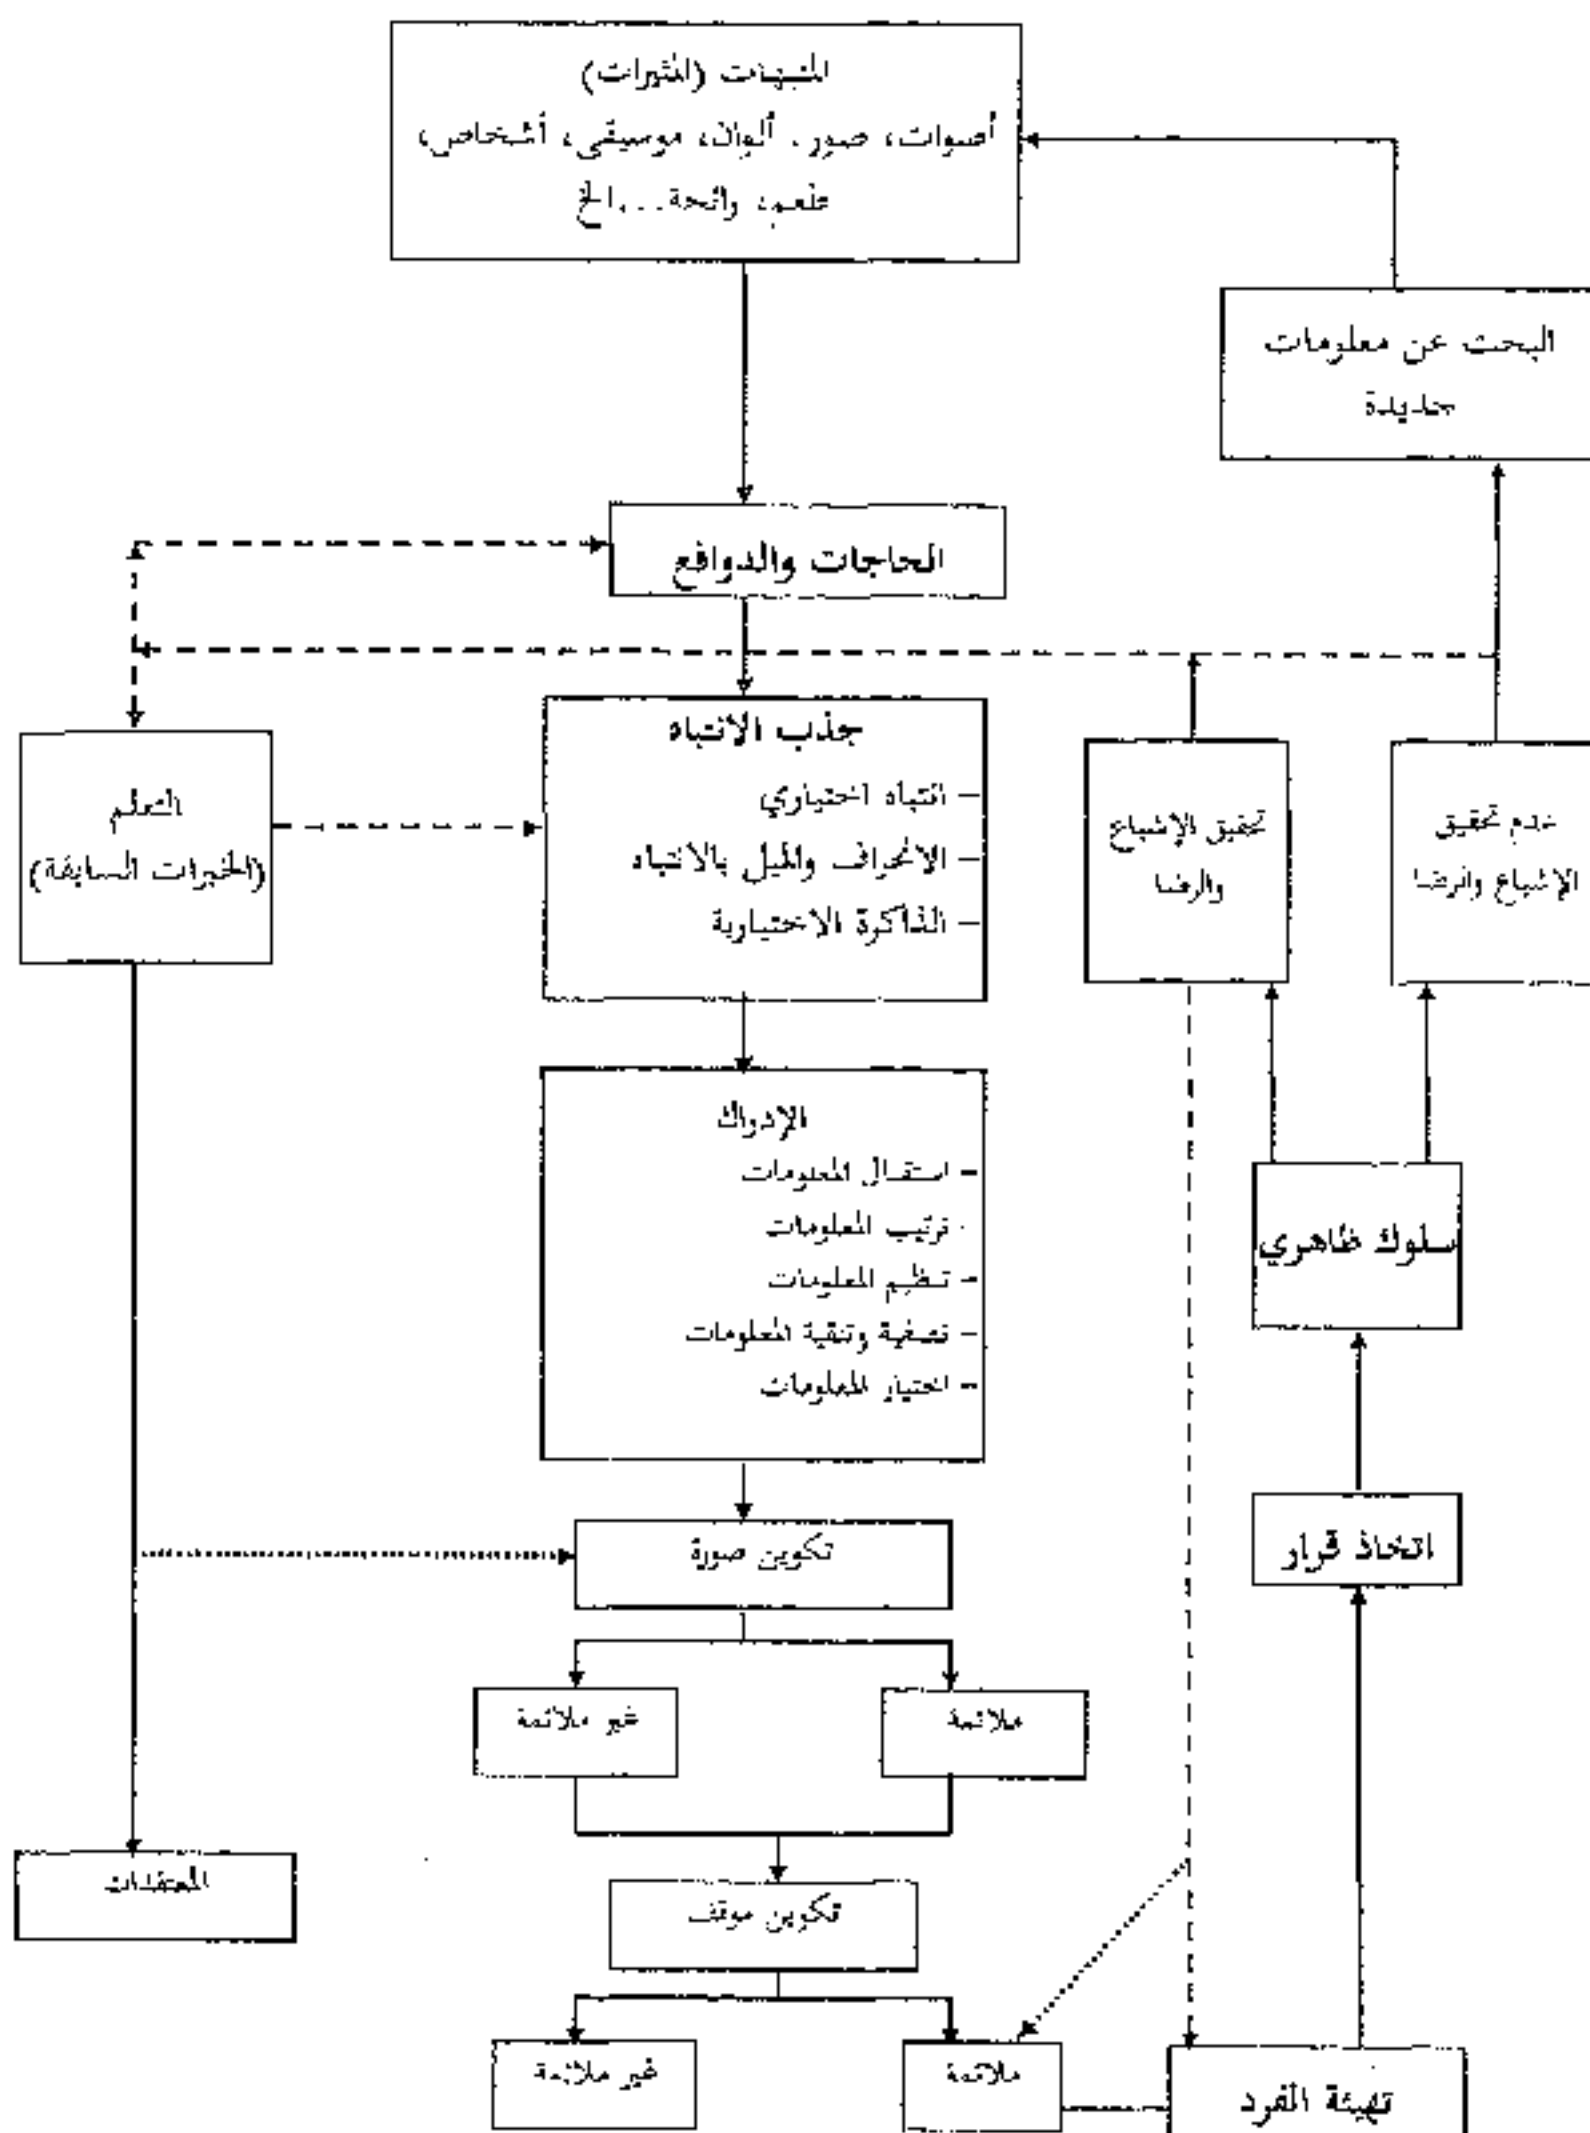 المنبهات (المثيرات)
أصوات، صور، ألوان، موسيقى، أشخاص،
طعم، رائحة...الخ
البحث عن معلومات
جديدة
الحاجات والدوافع
جذب الانتباه
– انتباه اختياري
– الانحراف والميل بالانتباه
– الذاكرة الاختيارية
التعلم
(الخبرات السابقة)
تحقيق الإشباع
والرضا
عدم تحقيق
الإشباع والرضا
الإدراك
- استقبال المعلومات
- ترتيب المعلومات
- تنظيم المعلومات
- تصفية وتنقية المعلومات
- اختيار المعلومات
سلوك ظاهري
اتخاذ قرار
تكوين صورة
ملائمة
غير ملائمة
المعتقدات
تكوين موقف
ملائمة
غير ملائمة
تهيئة الفرد